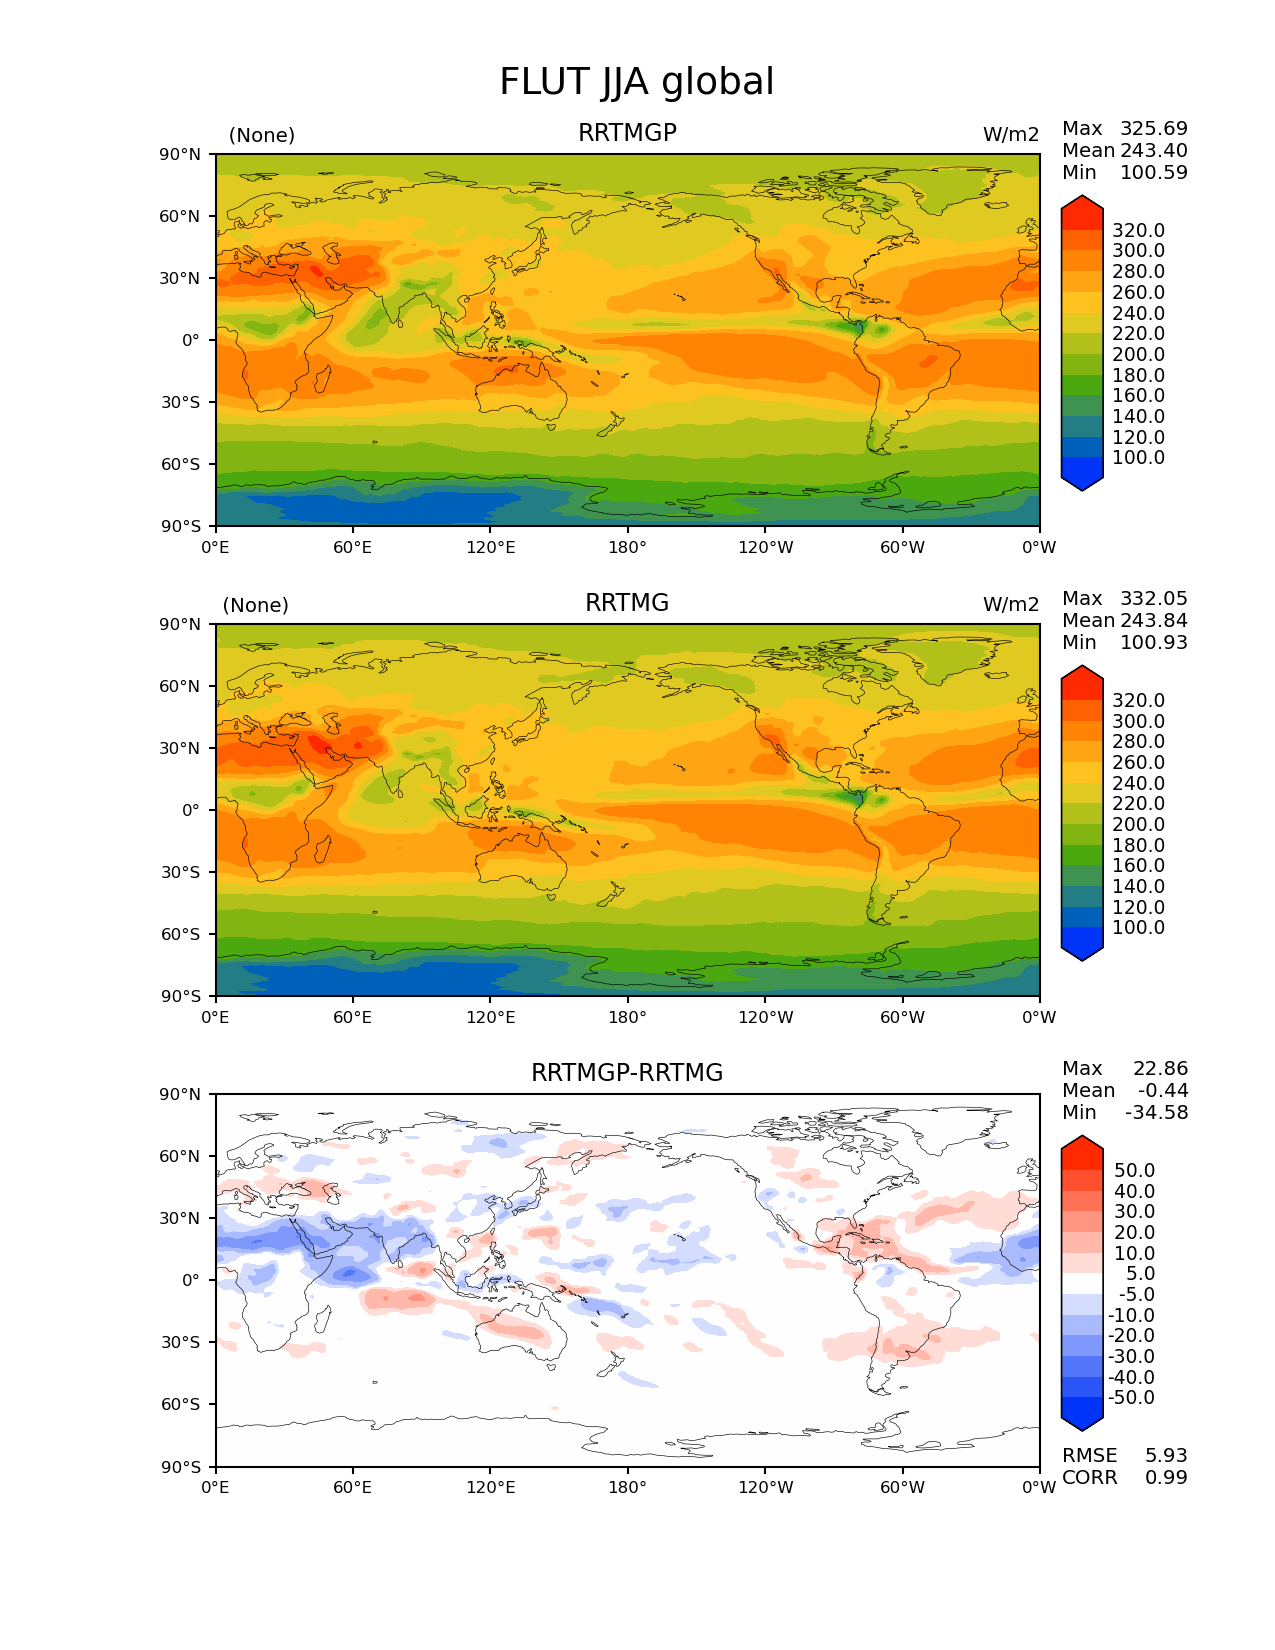 FLUT JJA global
(None) RRTMGP W/m2
Max 325.69
Mean 243.40
Min 100.59
90°N
60°N
30°N
0°
30°S
60°S
90°S
0°E 60°E 120°E 180° 120°W 60°W 0°W
320.0
300.0
280.0
260.0
240.0
220.0
200.0
180.0
160.0
140.0
120.0
100.0
(None) RRTMG W/m2
Max 332.05
Mean 243.84
Min 100.93
90°N
60°N
30°N
0°
30°S
60°S
90°S
0°E 60°E 120°E 180° 120°W 60°W 0°W
320.0
300.0
280.0
260.0
240.0
220.0
200.0
180.0
160.0
140.0
120.0
100.0
RRTMGP-RRTMG
Max 22.86
Mean -0.44
Min -34.58
90°N
60°N
30°N
0°
30°S
60°S
90°S
0°E 60°E 120°E 180° 120°W 60°W 0°W
50.0
40.0
30.0
20.0
10.0
5.0
-5.0
-10.0
-20.0
-30.0
-40.0
-50.0
RMSE 5.93
CORR 0.99